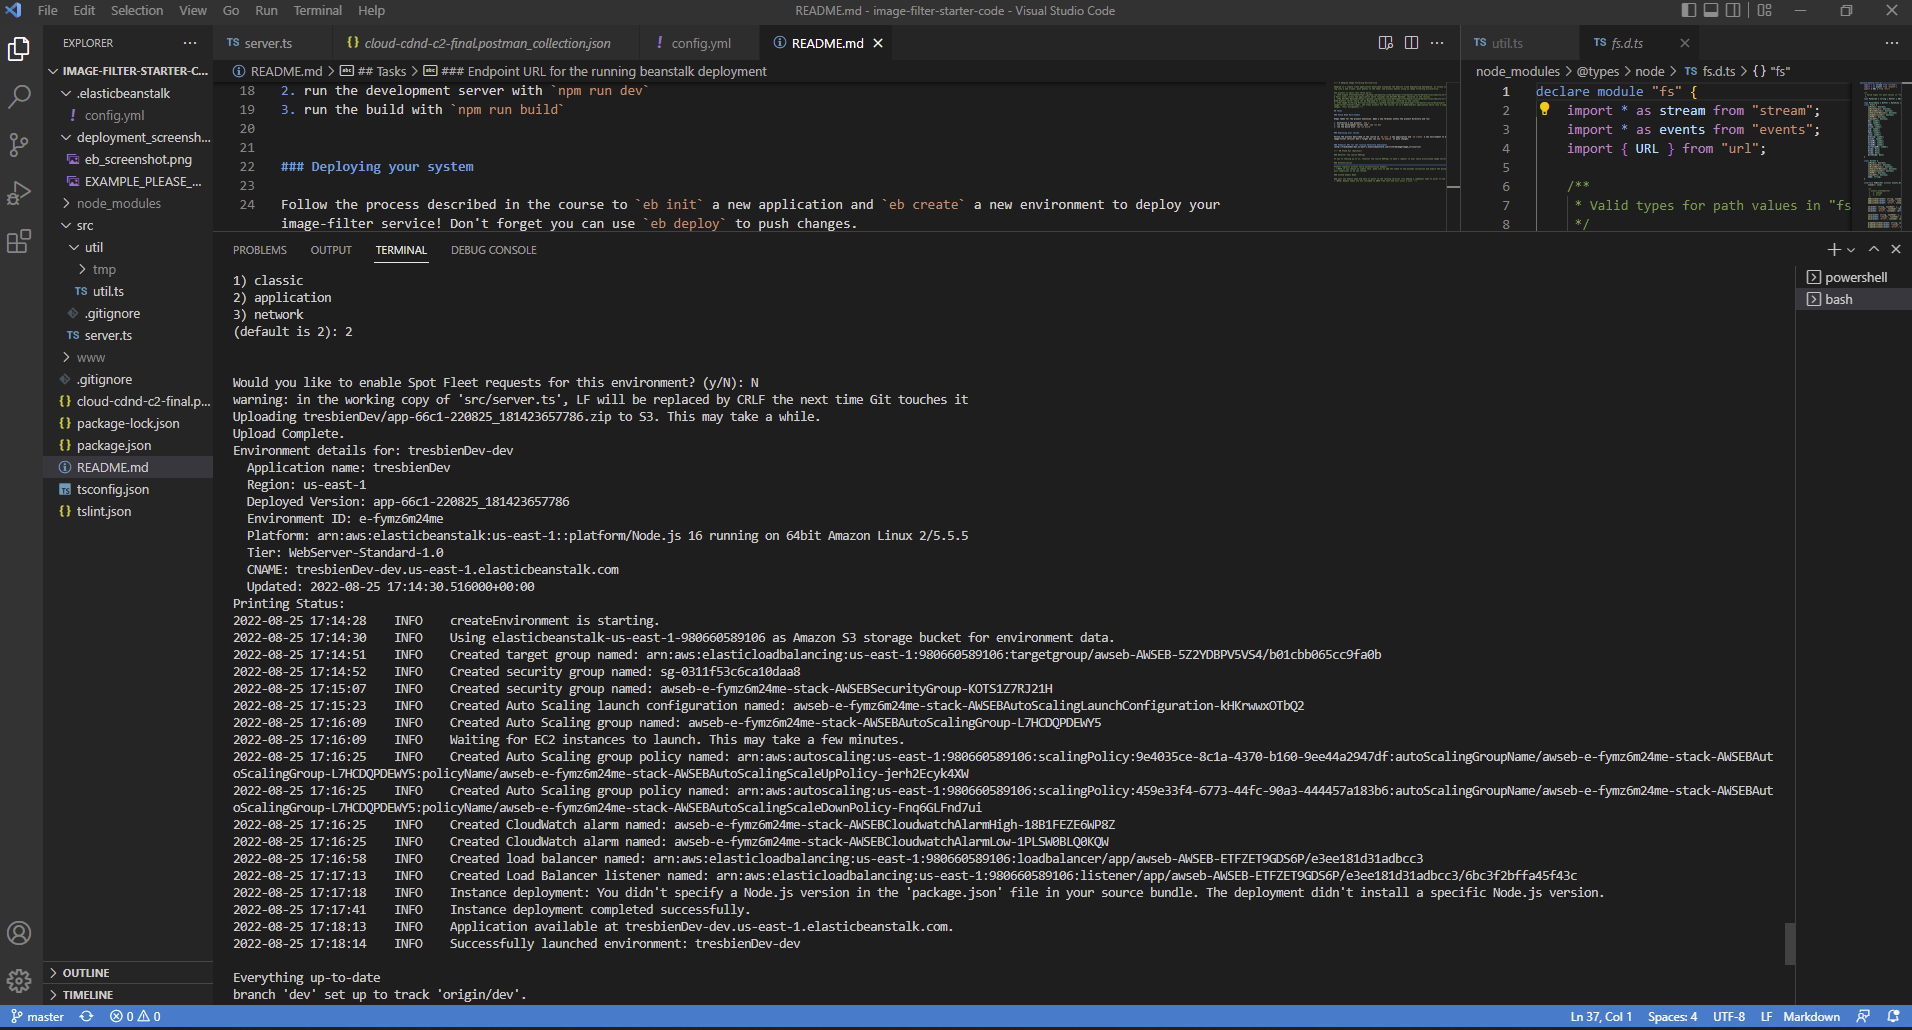 File Edit Selection View Go Run Terminal Help
README.md - image-filter-starter-code - Visual Studio Code
EXPLORER
IMAGE-FILTER-STARTER-C...
.elasticbeanstalk
! config.yml
deployment_screensh...
eb_screenshot.png
EXAMPLE_PLEASE_...
node_modules
src
util
tmp
TS util.ts
.gitignore
TS server.ts
www
.gitignore
{} cloud-cdnd-c2-final.p...
{} package-lock.json
{} package.json
README.md
TS tsconfig.json
{} tslint.json
OUTLINE
TIMELINE
TS server.ts {} cloud-cdnd-c2-final.postman_collection.json ! config.yml README.md
README.md > ## Tasks > ### Endpoint URL for the running beanstalk deployment
18 2. run the development server with `npm run dev`
19 3. run the build with `npm run build`
20
21
22 ### Deploying your system
23
24 Follow the process described in the course to `eb init` a new application and `eb create` a new environment to deploy your
image-filter service! Don't forget you can use `eb deploy` to push changes.
TS util.ts TS fs.d.ts
node_modules > @types > node > TS fs.d.ts > {} "fs"
1 declare module "fs" {
2 import * as stream from "stream";
3 import * as events from "events";
4 import { URL } from "url";
5
6 /**
7 * Valid types for path values in "fs
8 */
PROBLEMS OUTPUT TERMINAL DEBUG CONSOLE
powershell
bash
1) classic
2) application
3) network
(default is 2): 2
Would you like to enable Spot Fleet requests for this environment? (y/N): N
warning: in the working copy of 'src/server.ts', LF will be replaced by CRLF the next time Git touches it
Uploading tresbienDev/app-66c1-220825_181423657786.zip to S3. This may take a while.
Upload Complete.
Environment details for: tresbienDev-dev
Application name: tresbienDev
Region: us-east-1
Deployed Version: app-66c1-220825_181423657786
Environment ID: e-fymz6m24me
Platform: arn:aws:elasticbeanstalk:us-east-1::platform/Node.js 16 running on 64bit Amazon Linux 2/5.5.5
Tier: WebServer-Standard-1.0
CNAME: tresbienDev-dev.us-east-1.elasticbeanstalk.com
Updated: 2022-08-25 17:14:30.516000+00:00
Printing Status:
2022-08-25 17:14:28 INFO createEnvironment is starting.
2022-08-25 17:14:30 INFO Using elasticbeanstalk-us-east-1-980660589106 as Amazon S3 storage bucket for environment data.
2022-08-25 17:14:51 INFO Created target group named: arn:aws:elasticloadbalancing:us-east-1:980660589106:targetgroup/awseb-AWSEB-5Z2YDBPV5VS4/b01cbb065cc9fa0b
2022-08-25 17:14:52 INFO Created security group named: sg-0311f53c6ca10daa8
2022-08-25 17:15:07 INFO Created security group named: awseb-e-fymz6m24me-stack-AWSEBSecurityGroup-KOTS1Z7RJ21H
2022-08-25 17:15:23 INFO Created Auto Scaling launch configuration named: awseb-e-fymz6m24me-stack-AWSEBAutoScalingLaunchConfiguration-kHKrwwxOTbQ2
2022-08-25 17:16:09 INFO Created Auto Scaling group named: awseb-e-fymz6m24me-stack-AWSEBAutoScalingGroup-L7HCDQPDEWY5
2022-08-25 17:16:09 INFO Waiting for EC2 instances to launch. This may take a few minutes.
2022-08-25 17:16:25 INFO Created Auto Scaling group policy named: arn:aws:autoscaling:us-east-1:980660589106:scalingPolicy:9e4035ce-8c1a-4370-b160-9ee44a2947df:autoScalingGroupName/awseb-e-fymz6m24me-stack-AWSEBAut
oScalingGroup-L7HCDQPDEWY5:policyName/awseb-e-fymz6m24me-stack-AWSEBAutoScalingScaleUpPolicy-jerh2Ecyk4XW
2022-08-25 17:16:25 INFO Created Auto Scaling group policy named: arn:aws:autoscaling:us-east-1:980660589106:scalingPolicy:459e33f4-6773-44fc-90a3-444457a183b6:autoScalingGroupName/awseb-e-fymz6m24me-stack-AWSEBAut
oScalingGroup-L7HCDQPDEWY5:policyName/awseb-e-fymz6m24me-stack-AWSEBAutoScalingScaleDownPolicy-Fnq6GLFnd7ui
2022-08-25 17:16:25 INFO Created CloudWatch alarm named: awseb-e-fymz6m24me-stack-AWSEBCloudwatchAlarmHigh-18B1FEZE6WP8Z
2022-08-25 17:16:25 INFO Created CloudWatch alarm named: awseb-e-fymz6m24me-stack-AWSEBCloudwatchAlarmLow-1PLSW0BLQ0KQW
2022-08-25 17:16:58 INFO Created load balancer named: arn:aws:elasticloadbalancing:us-east-1:980660589106:loadbalancer/app/awseb-AWSEB-ETFZET9GDS6P/e3ee181d31adbcc3
2022-08-25 17:17:13 INFO Created Load Balancer listener named: arn:aws:elasticloadbalancing:us-east-1:980660589106:listener/app/awseb-AWSEB-ETFZET9GDS6P/e3ee181d31adbcc3/6bc3f2bffa45f43c
2022-08-25 17:17:18 INFO Instance deployment: You didn't specify a Node.js version in the 'package.json' file in your source bundle. The deployment didn't install a specific Node.js version.
2022-08-25 17:17:41 INFO Instance deployment completed successfully.
2022-08-25 17:18:13 INFO Application available at tresbienDev-dev.us-east-1.elasticbeanstalk.com.
2022-08-25 17:18:14 INFO Successfully launched environment: tresbienDev-dev
Everything up-to-date
branch 'dev' set up to track 'origin/dev'.
master 0 0
Ln 37, Col 1 Spaces: 4 UTF-8 LF Markdown